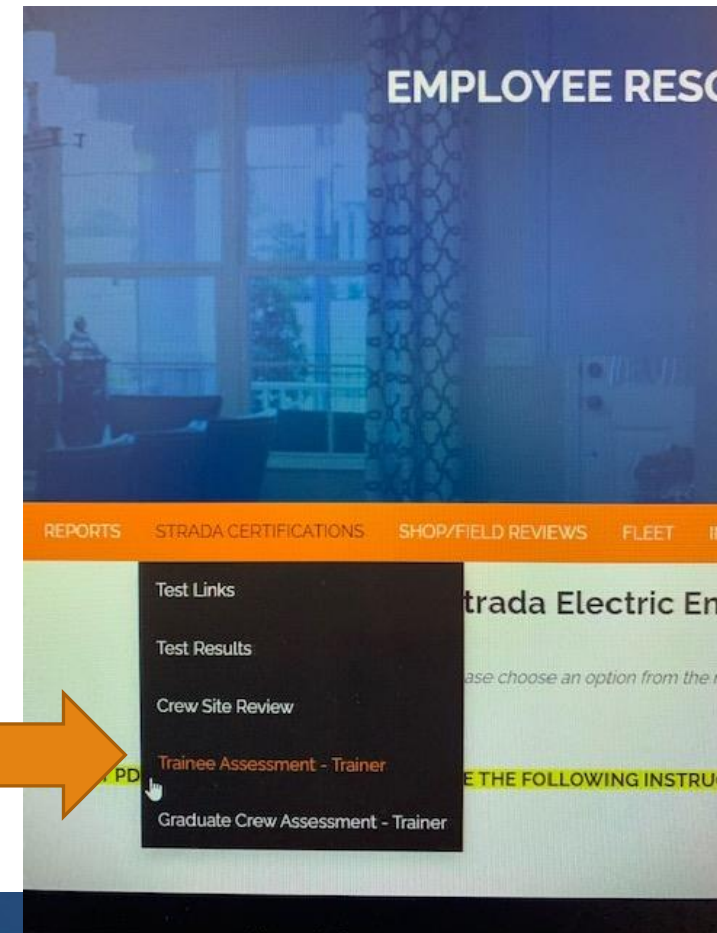 EMPLOYEE RESO
REPORTS STRADA CERTIFICATIONS SHOP/FIELD REVIEWS FLEET
Test Links
trada Electric En
Test Results
ase choose an option from the
Crew Site Review
Trainee Assessment - Trainer
PD E THE FOLLOWING INSTRU
Graduate Crew Assessment - Trainer